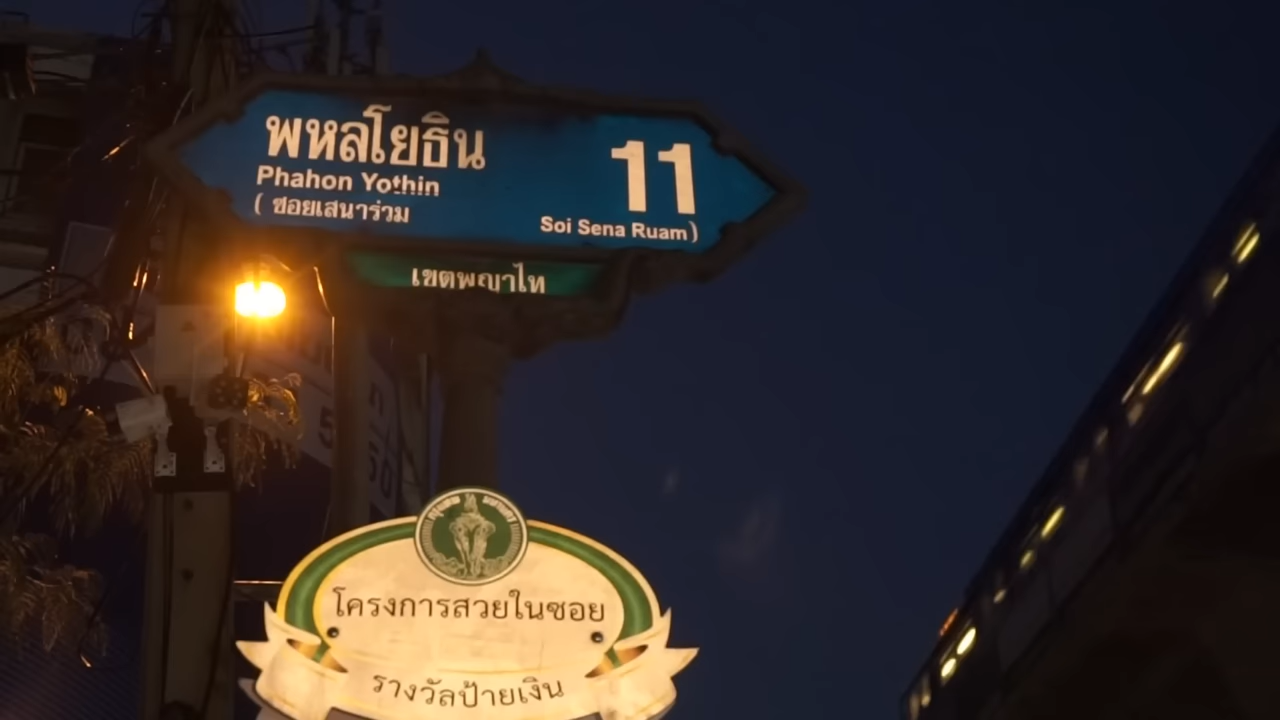 พหลโยธิน 11
Phahon Yothin
( ซอยเสนาร่วม
Soi Sena Ruam)
เขตพญาไท
โครงการสวยในซอย
รางวัลป้ายเงิน